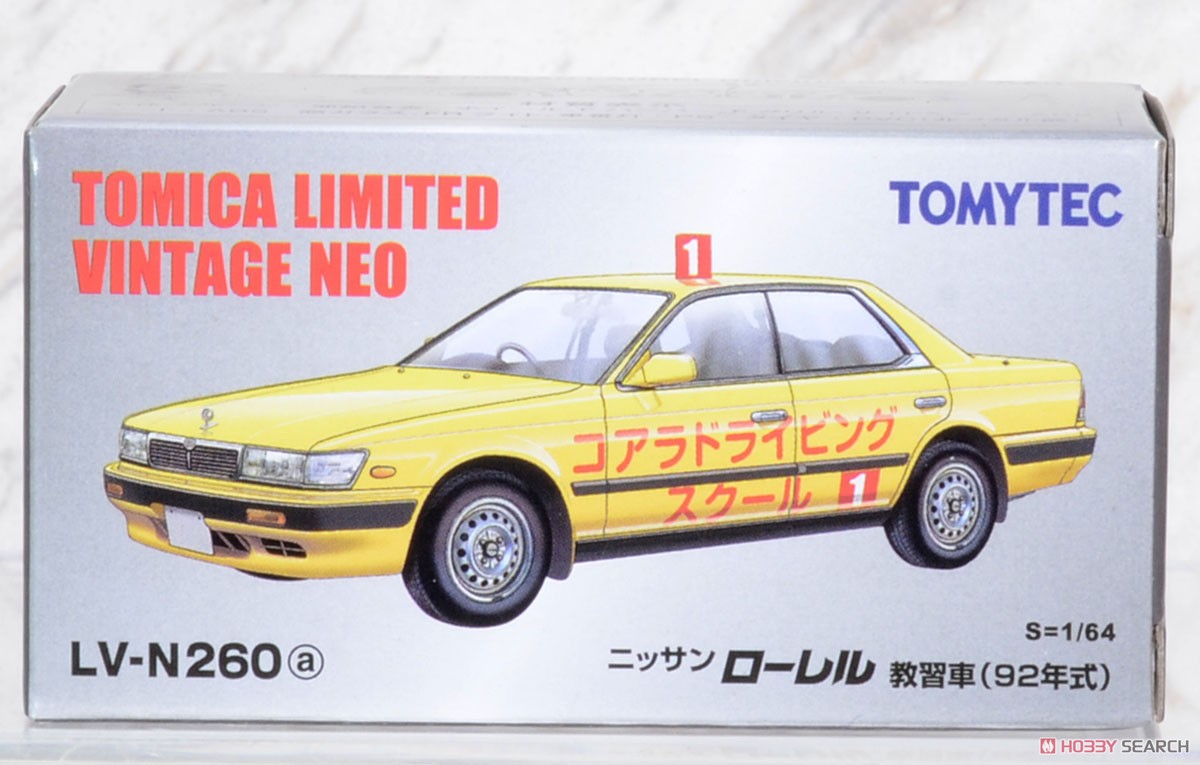 TOMICA LIMITED
VINTAGE NEO
TOMYTEC
1
コアラドライビング
スクール 1
S=1/64
LV-N260ⓐ
ニッサン ローレル 教習車(92年式)
HOBBY SEARCH